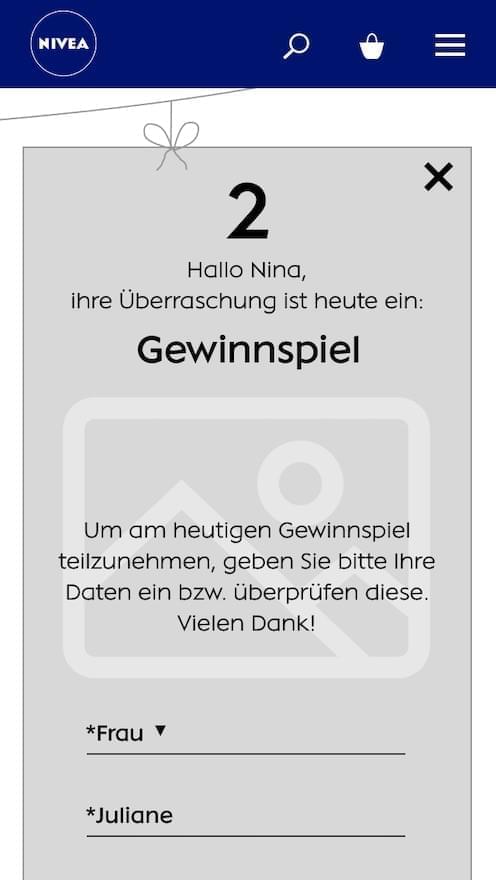 NIVEA
2
Hallo Nina,
ihre Überraschung ist heute ein:
Gewinnspiel
Um am heutigen Gewinnspiel
teilzunehmen, geben Sie bitte Ihre
Daten ein bzw. überprüfen diese.
Vielen Dank!
*Frau ▼
*Juliane